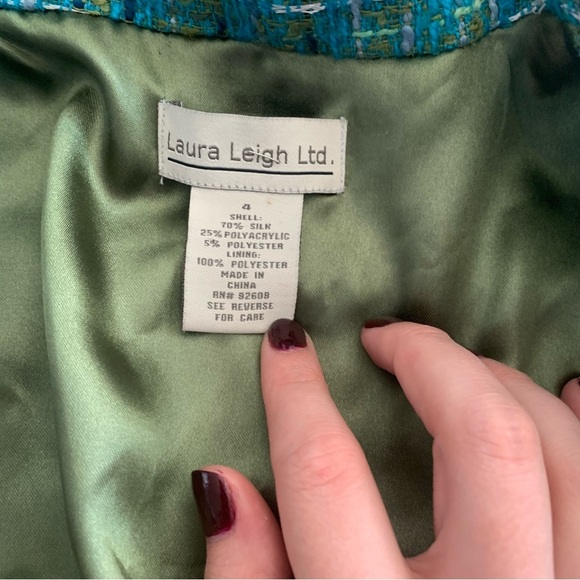 Laura Leigh Ltd.
4
SHELL:
70% SILK
25% POLYACRYLIC
5% POLYESTER
LINING:
100% POLYESTER
MADE IN
CHINA
RN# 92608
SEE REVERSE
FOR CARE